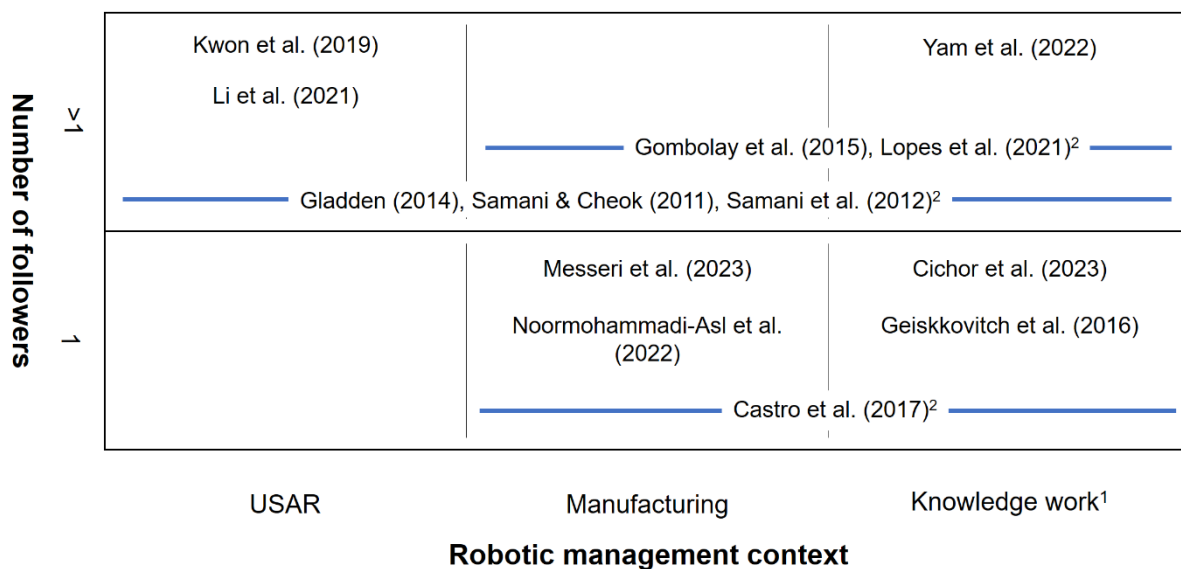 Number of followers
>1
1
Kwon et al. (2019)
Li et al. (2021)
Yam et al. (2022)
Gombolay et al. (2015), Lopes et al. (2021)²
Gladden (2014), Samani & Cheok (2011), Samani et al. (2012)²
Messeri et al. (2023)
Cichor et al. (2023)
Noormohammadi-Asl et al.
(2022)
Geiskkovitch et al. (2016)
Castro et al. (2017)²
USAR
Manufacturing
Knowledge work¹
Robotic management context